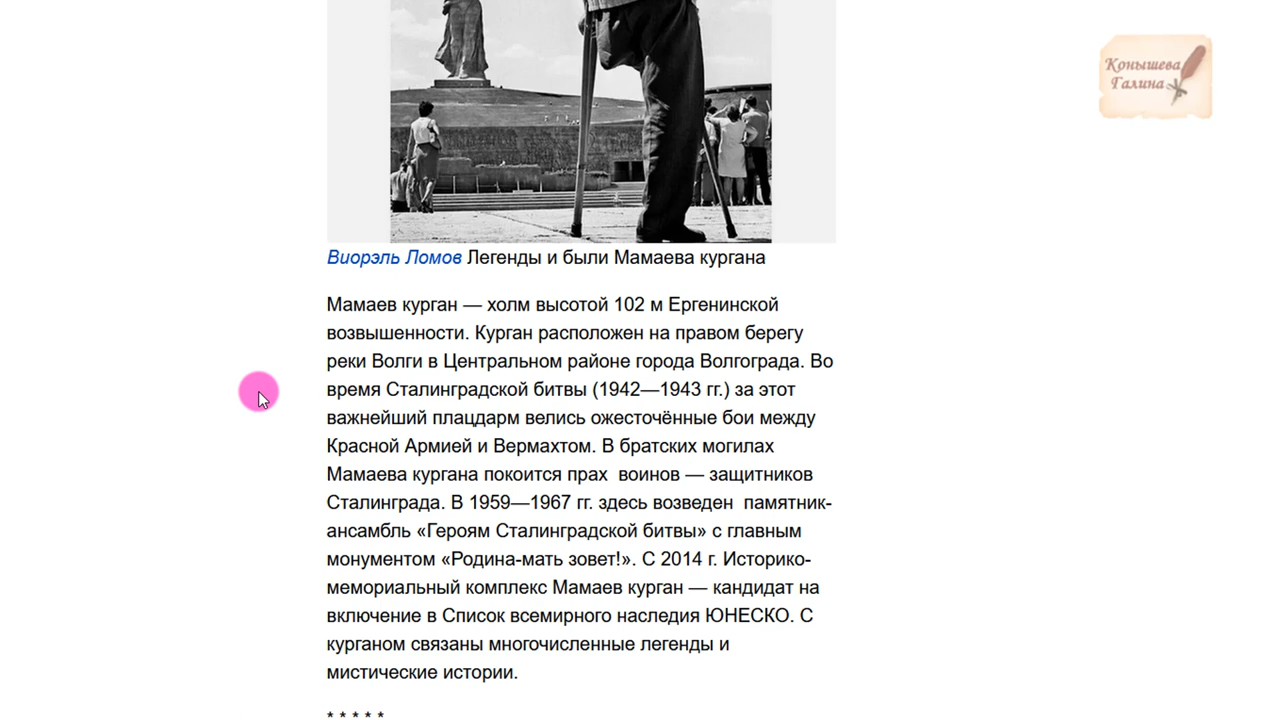 Конышева
Галина
Виорэль Ломов Легенды и были Мамаева кургана
Мамаев курган — холм высотой 102 м Ергенинской
возвышенности. Курган расположен на правом берегу
реки Волги в Центральном районе города Волгограда. Во
время Сталинградской битвы (1942—1943 гг.) за этот
важнейший плацдарм велись ожесточённые бои между
Красной Армией и Вермахтом. В братских могилах
Мамаева кургана покоится прах  воинов — защитников
Сталинграда. В 1959—1967 гг. здесь возведен  памятник-
ансамбль «Героям Сталинградской битвы» с главным
монументом «Родина-мать зовет!». С 2014 г. Историко-
мемориальный комплекс Мамаев курган — кандидат на
включение в Список всемирного наследия ЮНЕСКО. С
курганом связаны многочисленные легенды и
мистические истории.
* * * * *